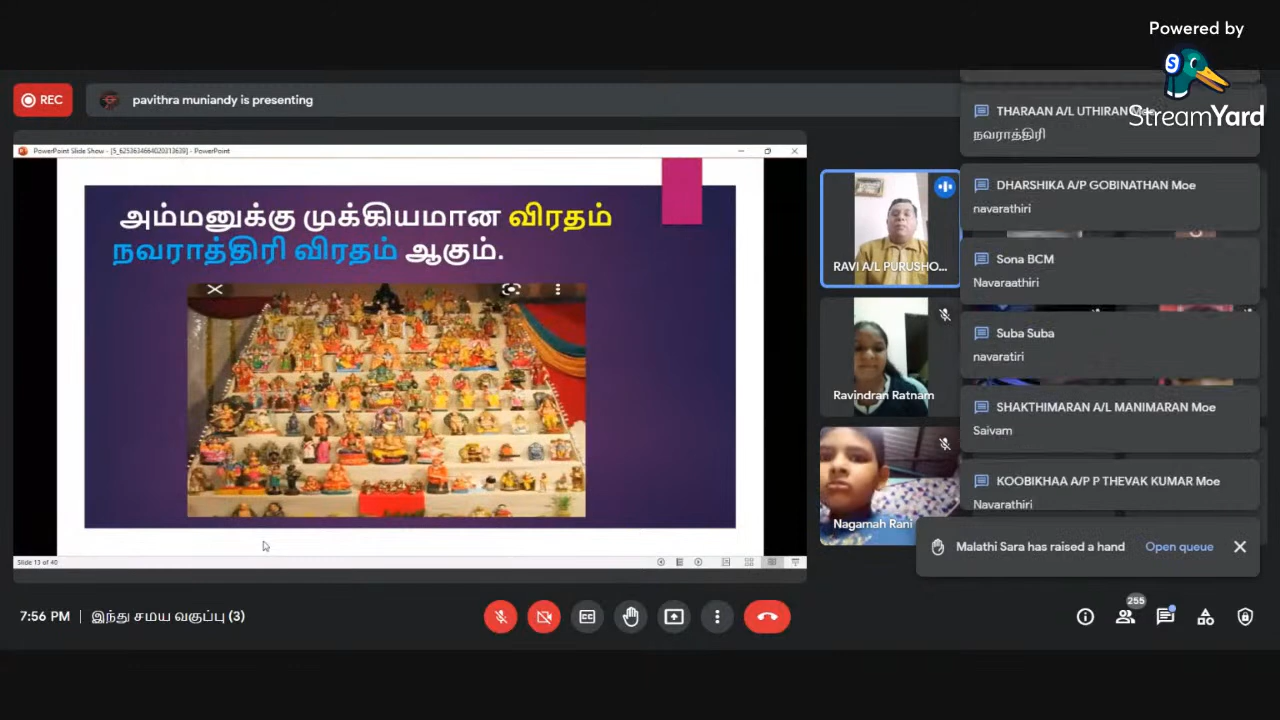 Powered by
StreamYard
REC
pavithra muniandy is presenting
PowerPoint Slide Show - [5_6253634664020313639] - PowerPoint
அம்மனுக்கு முக்கியமான விரதம்
நவராத்திரி விரதம் ஆகும்.
Slide 13 of 40
RAVI A/L PURUSHO...
Ravindran Ratnam
Nagamah Rani
THARAAN A/L UTHIRAN
நவராத்திரி
DHARSHIKA A/P GOBINATHAN Moe
navarathiri
Sona BCM
Navaraathiri
Suba Suba
navaratiri
SHAKTHIMARAN A/L MANIMARAN Moe
Saivam
KOOBIKHAA A/P P THEVAK KUMAR Moe
Navarathiri
Malathi Sara has raised a hand
Open queue
7:56 PM
இந்து சமய வகுப்பு (3)
255